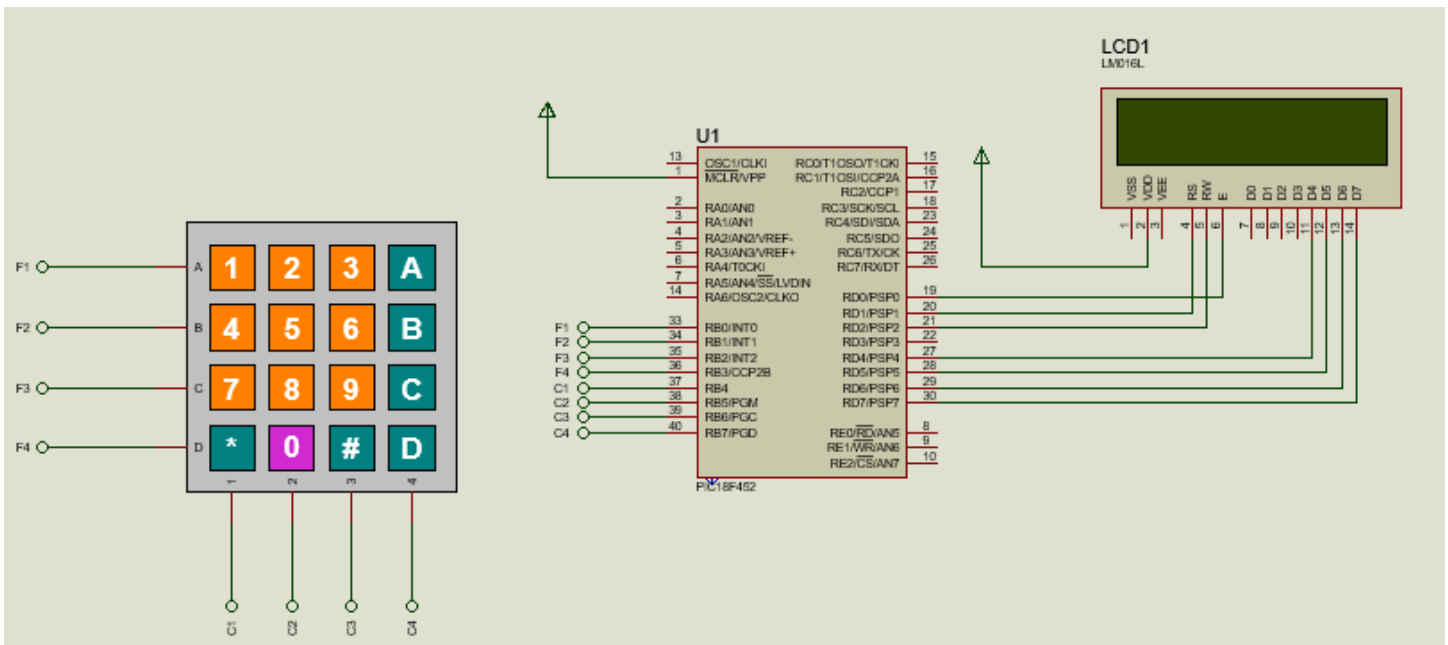 LCD1
LM016L
VSS
VDD
VEE
RS
RW
E
D0
D1
D2
D3
D4
D5
D6
D7
1
2
3
4
5
6
7
8
9
10
11
12
13
14
U1
13 OSC1/CLKI
1 MCLR/VPP
2 RA0/AN0
3 RA1/AN1
4 RA2/AN2/VREF-
5 RA3/AN3/VREF+
6 RA4/T0CKI
7 RA5/AN4/SS/LVDIN
14 RA6/OSC2/CLKO
F1 33 RB0/INT0
F2 34 RB1/INT1
F3 35 RB2/INT2
F4 36 RB3/CCP2B
C1 37 RB4
C2 38 RB5/PGM
C3 39 RB6/PGC
C4 40 RB7/PGD
RC0/T1OSO/T1CKI 15
RC1/T1OSI/CCP2A 16
RC2/CCP1 17
RC3/SCK/SCL 18
RC4/SDI/SDA 23
RC5/SDO 24
RC6/TX/CK 25
RC7/RX/DT 26
RD0/PSP0 19
RD1/PSP1 20
RD2/PSP2 21
RD3/PSP3 22
RD4/PSP4 27
RD5/PSP5 28
RD6/PSP6 29
RD7/PSP7 30
RE0/RD/AN5 8
RE1/WR/AN6 9
RE2/CS/AN7 10
PIC18F452
F1 A 1 2 3 A
F2 B 4 5 6 B
F3 C 7 8 9 C
F4 D * 0 # D
1 2 3 4
C1 C2 C3 C4